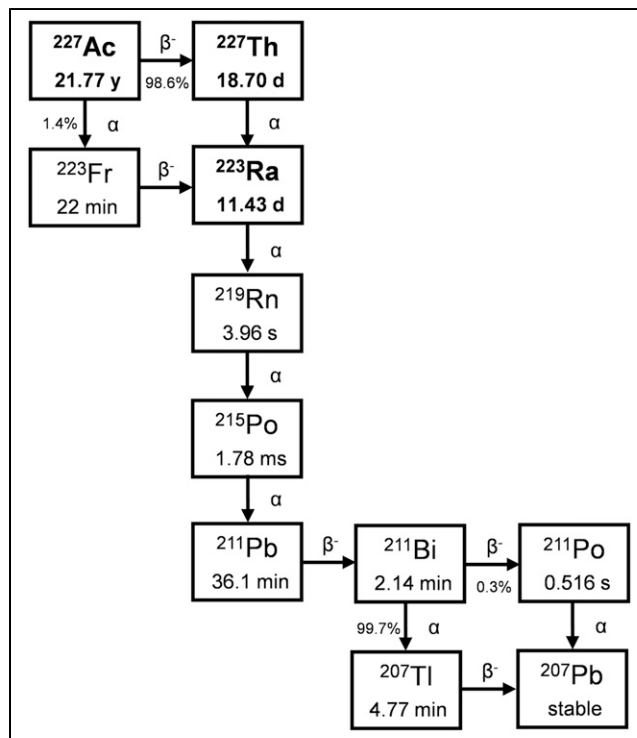 ²²⁷Ac β⁻ ²²⁷Th
21.77 y 98.6% 18.70 d
1.4% α α
²²³Fr β⁻ ²²³Ra
22 min 11.43 d
α
²¹⁹Rn
3.96 s
α
²¹⁵Po
1.78 ms
α
²¹¹Pb β⁻ ²¹¹Bi β⁻ ²¹¹Po
36.1 min 2.14 min 0.3% 0.516 s
99.7% α α
²⁰⁷Tl β⁻ ²⁰⁷Pb
4.77 min stable